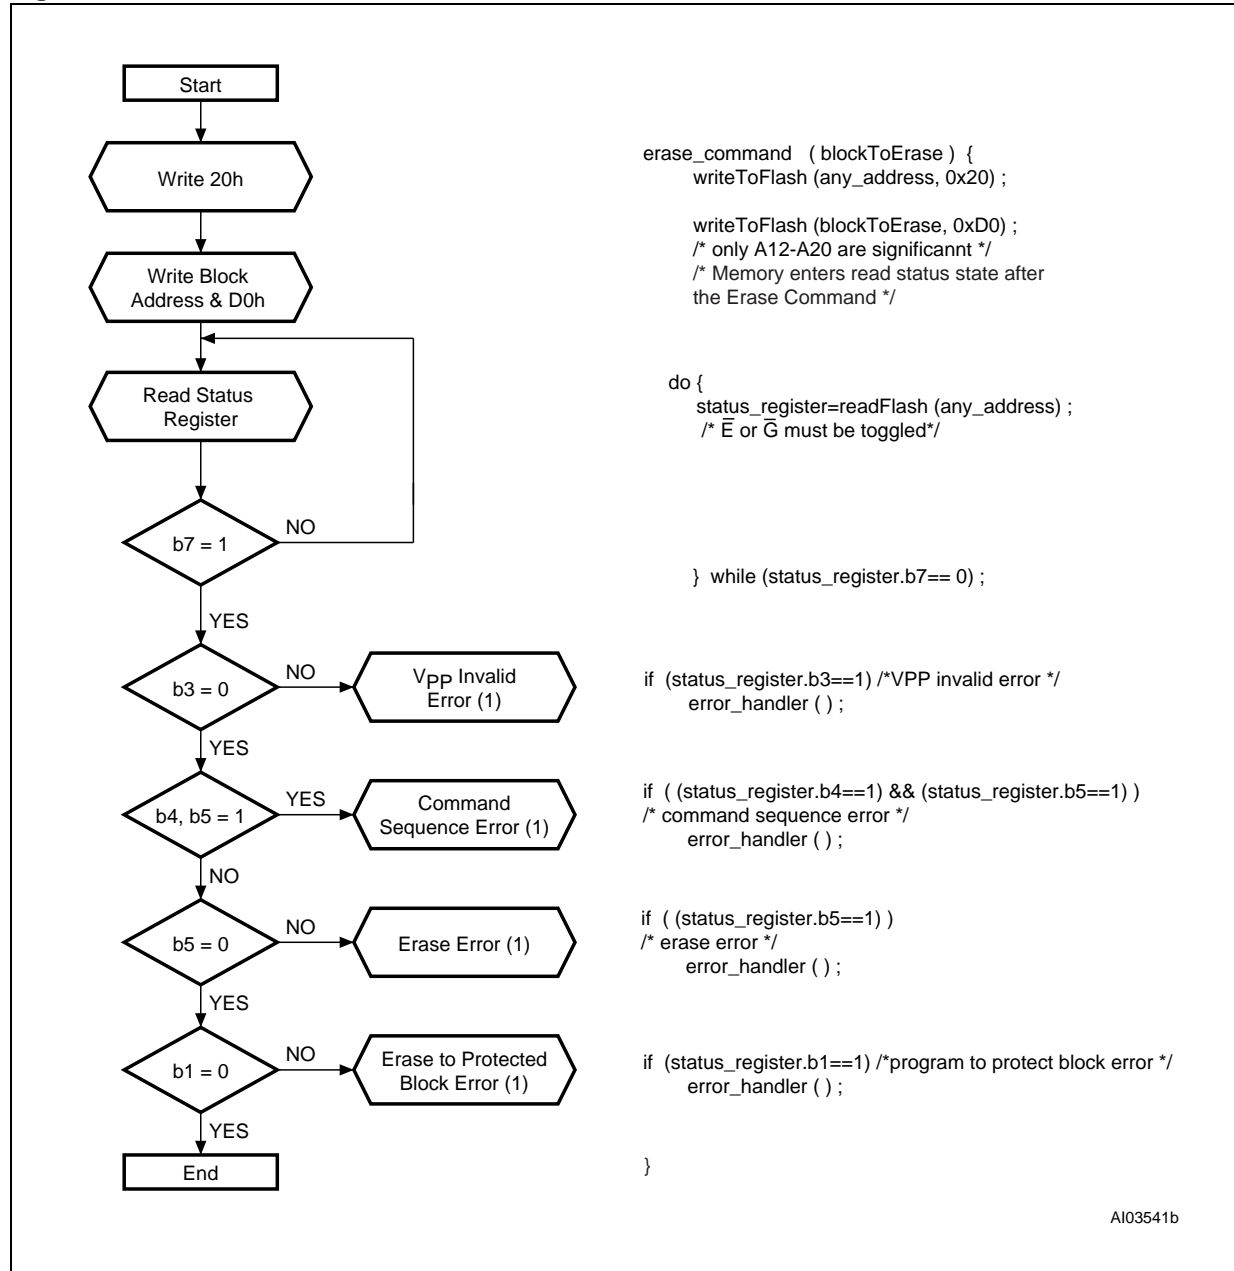 Start
Write 20h
Write Block
Address & D0h
Read Status
Register
b7 = 1
NO
YES
b3 = 0
NO
VPP Invalid
Error (1)
YES
b4, b5 = 1
YES
Command
Sequence Error (1)
NO
b5 = 0
NO
Erase Error (1)
YES
b1 = 0
NO
Erase to Protected
Block Error (1)
YES
End
erase_command ( blockToErase ) {
writeToFlash (any_address, 0x20) ;
writeToFlash (blockToErase, 0xD0) ;
/* only A12-A20 are significannt */
/* Memory enters read status state after
the Erase Command */
do {
status_register=readFlash (any_address) ;
/* E̅ or G̅ must be toggled*/
} while (status_register.b7== 0) ;
if (status_register.b3==1) /*VPP invalid error */
error_handler ( ) ;
if ( (status_register.b4==1) && (status_register.b5==1) )
/* command sequence error */
error_handler ( ) ;
if ( (status_register.b5==1) )
/* erase error */
error_handler ( ) ;
if (status_register.b1==1) /*program to protect block error */
error_handler ( ) ;
}
AI03541b